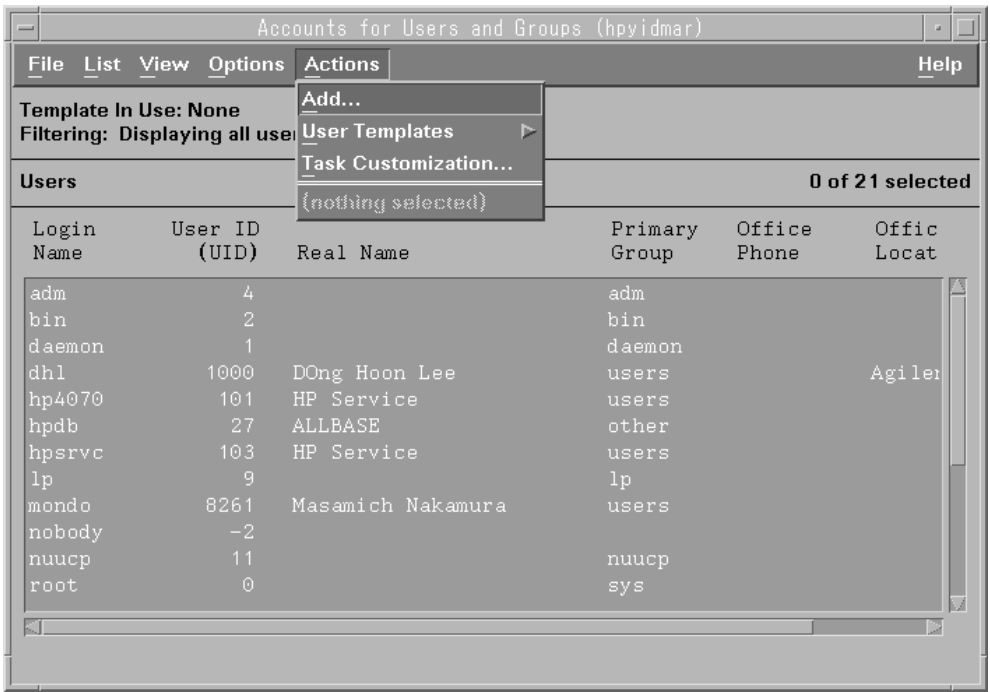 Accounts for Users and Groups (hpyidmar)
File List View Options Actions Help
Add...
Template In Use: None
Filtering: Displaying all user
User Templates
Task Customization...
(nothing selected)
Users 0 of 21 selected
Login User ID Primary Office Offic
Name (UID) Real Name Group Phone Locat
adm 4 adm
bin 2 bin
daemon 1 daemon
dhl 1000 DOng Hoon Lee users Agiler
hp4070 101 HP Service users
hpdb 27 ALLBASE other
hpsrvc 103 HP Service users
lp 9 lp
mondo 8261 Masamich Nakamura users
nobody -2
nuucp 11 nuucp
root 0 sys